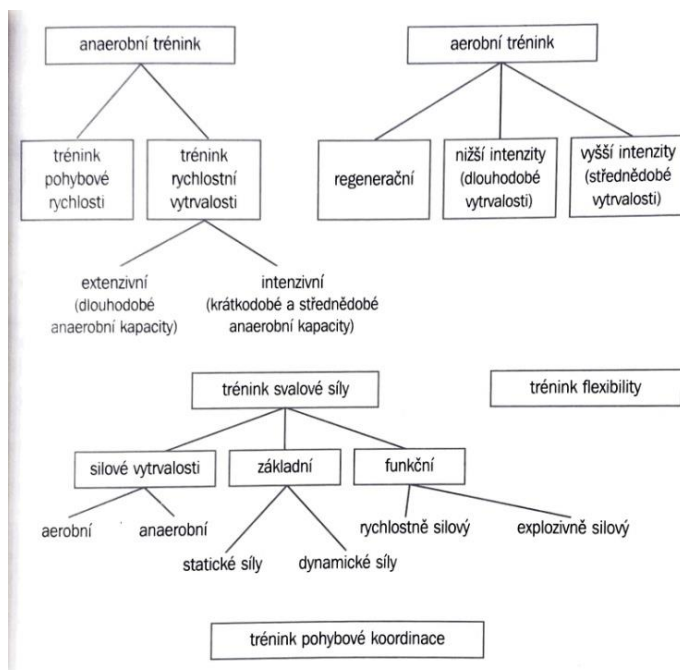 anaerobní trénink
aerobní trénink
trénink
pohybové
rychlosti
trénink
rychlostní
vytrvalosti
regenerační
nižší intenzity
(dlouhodobé
vytrvalosti)
vyšší intenzity
(střednědobé
vytrvalosti)
extenzivní
(dlouhodobé
anaerobní kapacity)
intenzivní
(krátkodobé a střednědobé
anaerobní kapacity)
trénink svalové síly
trénink flexibility
silové vytrvalosti
základní
funkční
aerobní
anaerobní
rychlostně silový
explozivně silový
statické síly
dynamické síly
trénink pohybové koordinace